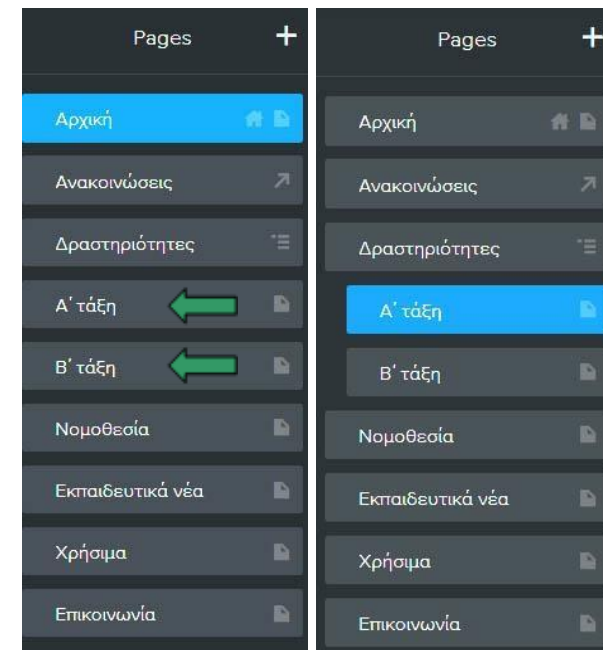 Pages
Αρχική
Ανακοινώσεις
Δραστηριότητες
Α΄ τάξη
Β΄ τάξη
Νομοθεσία
Εκπαιδευτικά νέα
Χρήσιμα
Επικοινωνία
Pages
Αρχική
Ανακοινώσεις
Δραστηριότητες
Α΄ τάξη
Β΄ τάξη
Νομοθεσία
Εκπαιδευτικά νέα
Χρήσιμα
Επικοινωνία